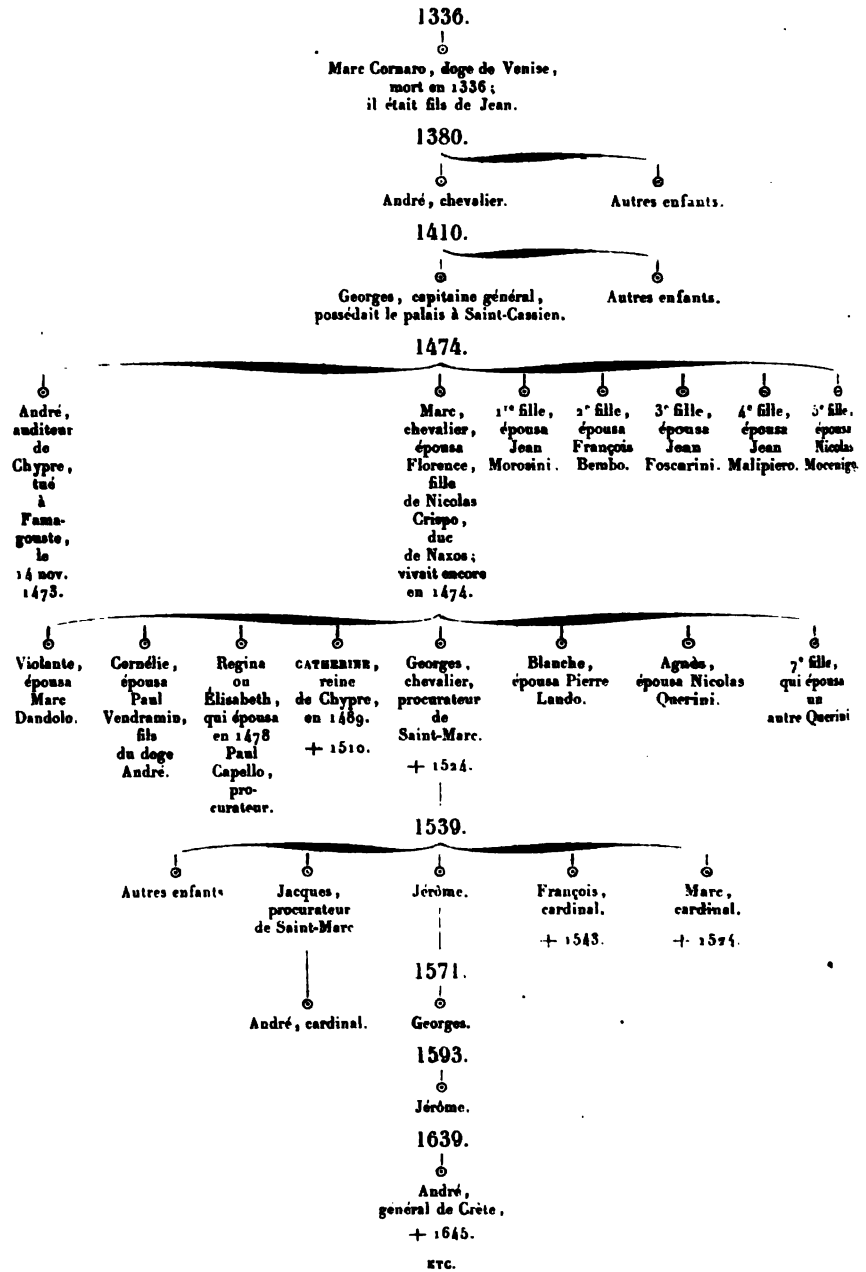 1336.
Marc Cornaro, doge de Venise,
mort en 1336;
il était fils de Jean.
1380.
André, chevalier.
Autres enfants.
1410.
Georges, capitaine général,
possédait le palais à Saint-Cassien.
Autres enfants.
1474.
André,
auditeur
de
Chypre,
tué
à
Fama-
gouste,
le
14 nov.
1473.
Marc,
chevalier,
épousa
Florence,
fille
de Nicolas
Crispo,
duc
de Naxos;
vivait encore
en 1474.
1re fille,
épousa
Jean
Morosini.
2e fille,
épousa
François
Bembo.
3e fille,
épousa
Jean
Foscarini.
4e fille,
épousa
Jean
Malipiero.
5e fille,
épousa
Nicolas
Mocenigo.
Violante,
épousa
Marc
Dandolo.
Cornélie,
épousa
Paul
Vendramin,
fils
du doge
André.
Regina
ou
Élisabeth,
qui épousa
en 1478
Paul
Capello,
pro-
curateur.
CATHERINE,
reine
de Chypre,
en 1489.
+ 1510.
Georges,
chevalier,
procurateur
de
Saint-Marc.
+ 1524.
Blanche,
épousa Pierre
Lando.
Agnès,
épousa Nicolas
Querini.
7e fille,
qui épousa
un
autre Querini
1539.
Autres enfants
Jacques,
procurateur
de Saint-Marc
Jérôme.
François,
cardinal.
+ 1543.
Marc,
cardinal.
+ 1524.
1571.
André, cardinal.
Georges.
1593.
Jérôme.
1639.
André,
général de Crète,
+ 1645.
ETC.